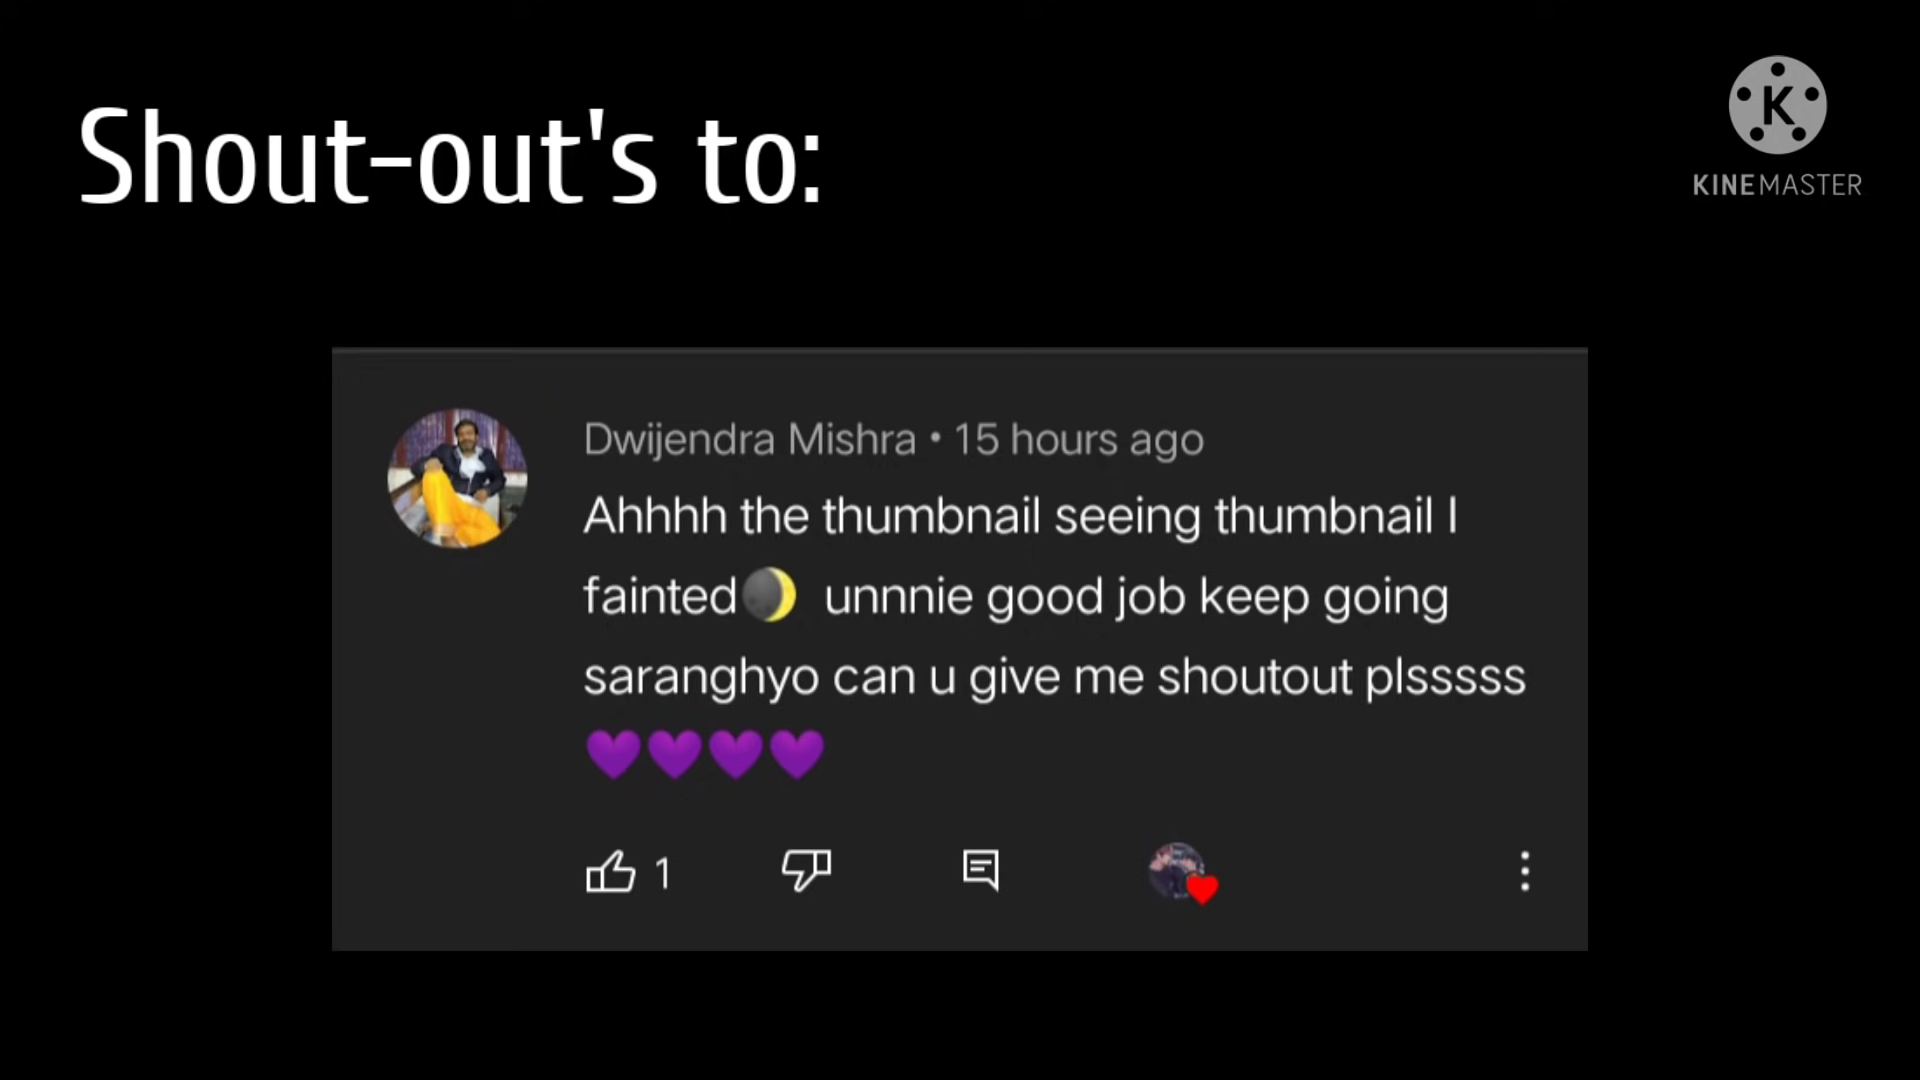 Shout-out's to:
K
KINEMASTER
Dwijendra Mishra • 15 hours ago
Ahhhh the thumbnail seeing thumbnail I
fainted🌒 unnnie good job keep going
saranghyo can u give me shoutout plsssss
💜💜💜💜
1